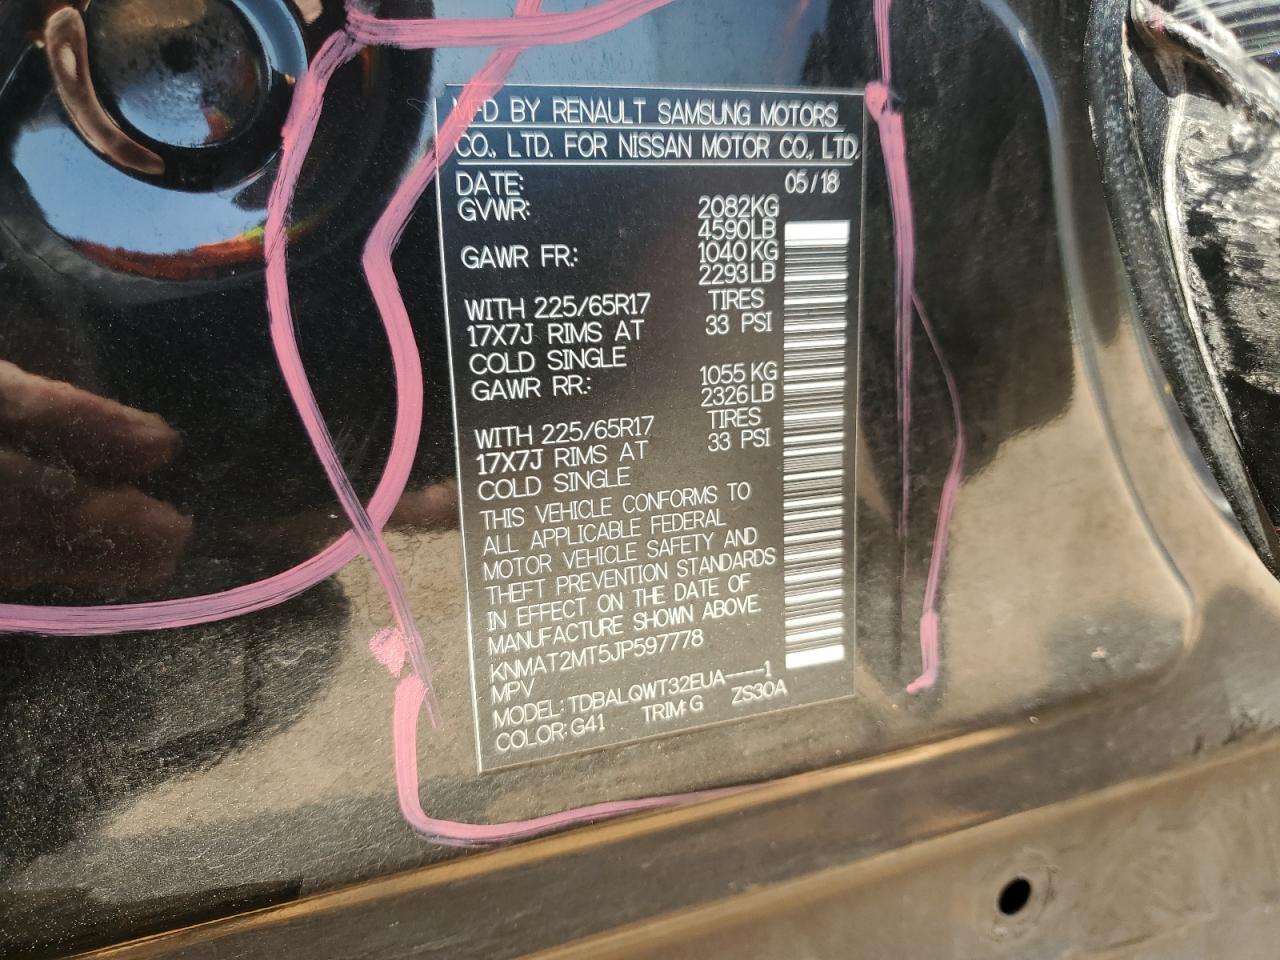 MFD BY RENAULT SAMSUNG MOTORS
CO., LTD. FOR NISSAN MOTOR CO., LTD.
DATE: 05/18
GVWR: 2082KG
4590LB
GAWR FR: 1040KG
2293LB
WITH 225/65R17 TIRES
17X7J RIMS AT 33 PSI
COLD SINGLE
GAWR RR: 1055KG
2326LB
WITH 225/65R17 TIRES
17X7J RIMS AT 33 PSI
COLD SINGLE
THIS VEHICLE CONFORMS TO
ALL APPLICABLE FEDERAL
MOTOR VEHICLE SAFETY AND
THEFT PREVENTION STANDARDS
IN EFFECT ON THE DATE OF
MANUFACTURE SHOWN ABOVE.
KNMAT2MT5JP597778
MPV
MODEL: TDBALQWT32EUA----1
COLOR: G41 TRIM: G ZS30A